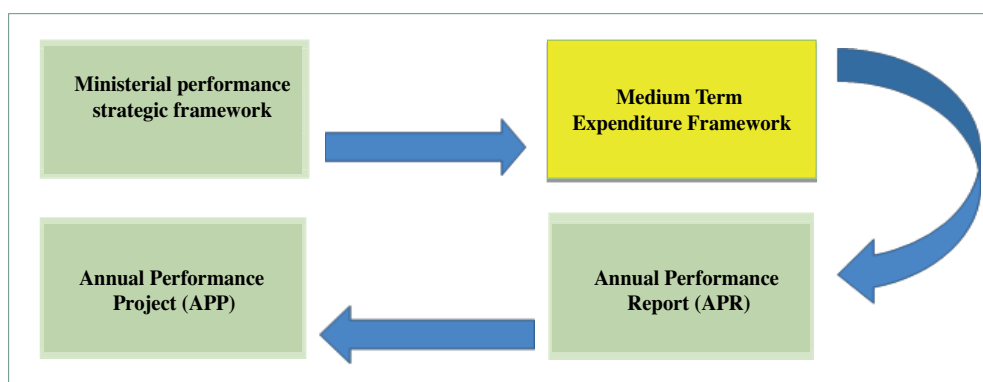 Ministerial performance
strategic framework
Medium Term
Expenditure Framework
Annual Performance
Project (APP)
Annual Performance
Report (APR)